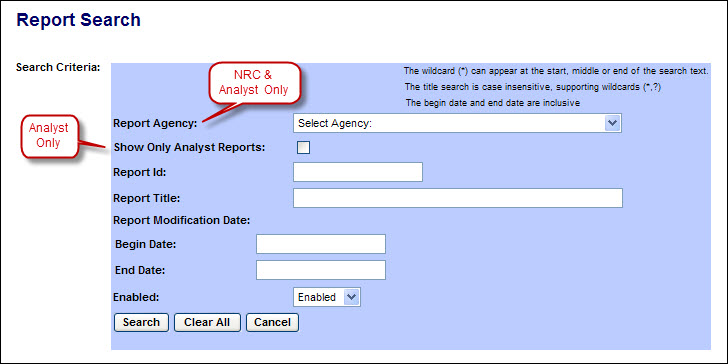 Report Search
Search Criteria:
NRC &
Analyst Only
The wildcard (*) can appear at the start, middle or end of the search text.
The title search is case insensitive, supporting wildcards (*,?)
The begin date and end date are inclusive
Report Agency:
Select Agency:
Analyst
Only
Show Only Analyst Reports:
Report Id:
Report Title:
Report Modification Date:
Begin Date:
End Date:
Enabled:
Enabled
Search
Clear All
Cancel